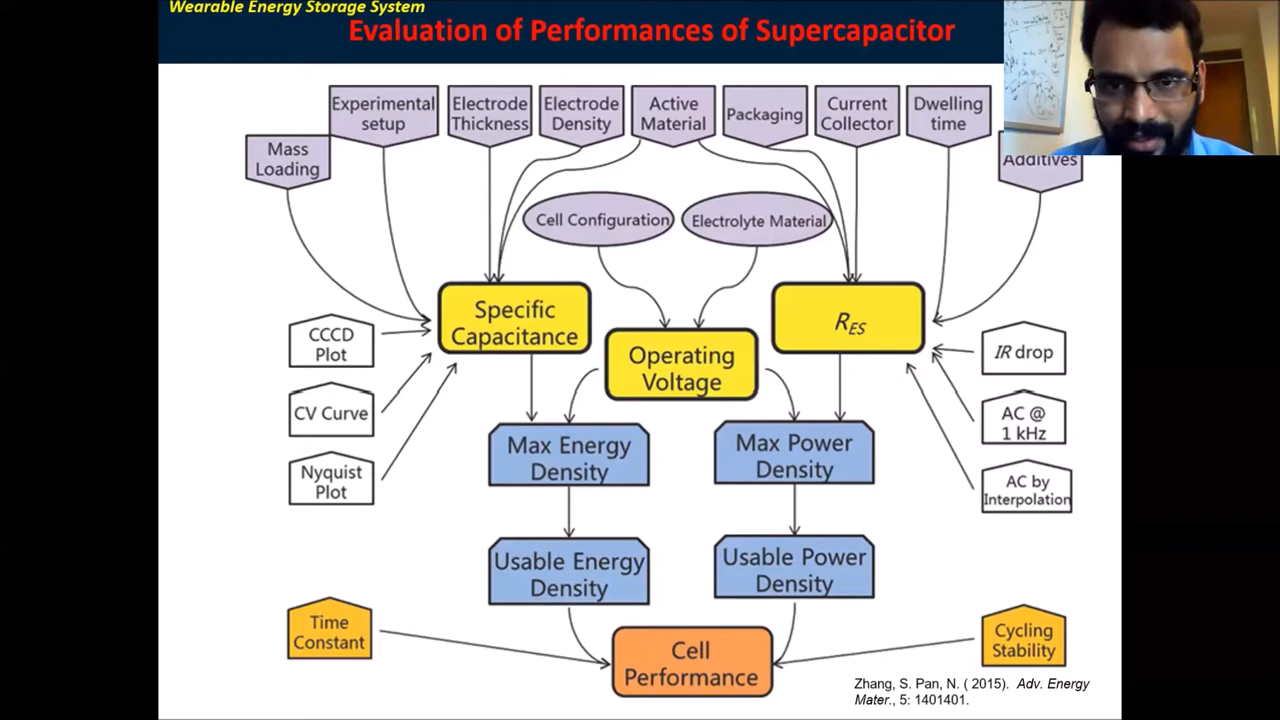 Wearable Energy Storage System
Evaluation of Performances of Supercapacitor
Experimental
setup
Electrode
Thickness
Electrode
Density
Active
Material
Packaging
Current
Collector
Dwelling
time
Mass
Loading
Additives
Cell Configuration
Electrolyte Material
Specific
Capacitance
Operating
Voltage
RES
CCCD
Plot
CV Curve
Nyquist
Plot
IR drop
AC @
1 kHz
AC by
Interpolation
Max Energy
Density
Max Power
Density
Usable Energy
Density
Usable Power
Density
Time
Constant
Cell
Performance
Cycling
Stability
Zhang, S. Pan, N. ( 2015). Adv. Energy
Mater., 5: 1401401.